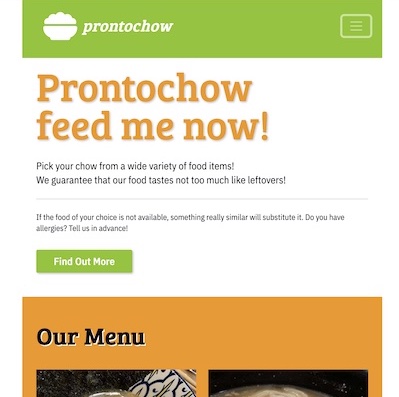 prontochow
Prontochow
feed me now!
Pick your chow from a wide variety of food items!
We guarantee that our food tastes not too much like leftovers!
If the food of your choice is not available, something really similar will substitute it. Do you have
allergies? Tell us in advance!
Find Out More
Our Menu